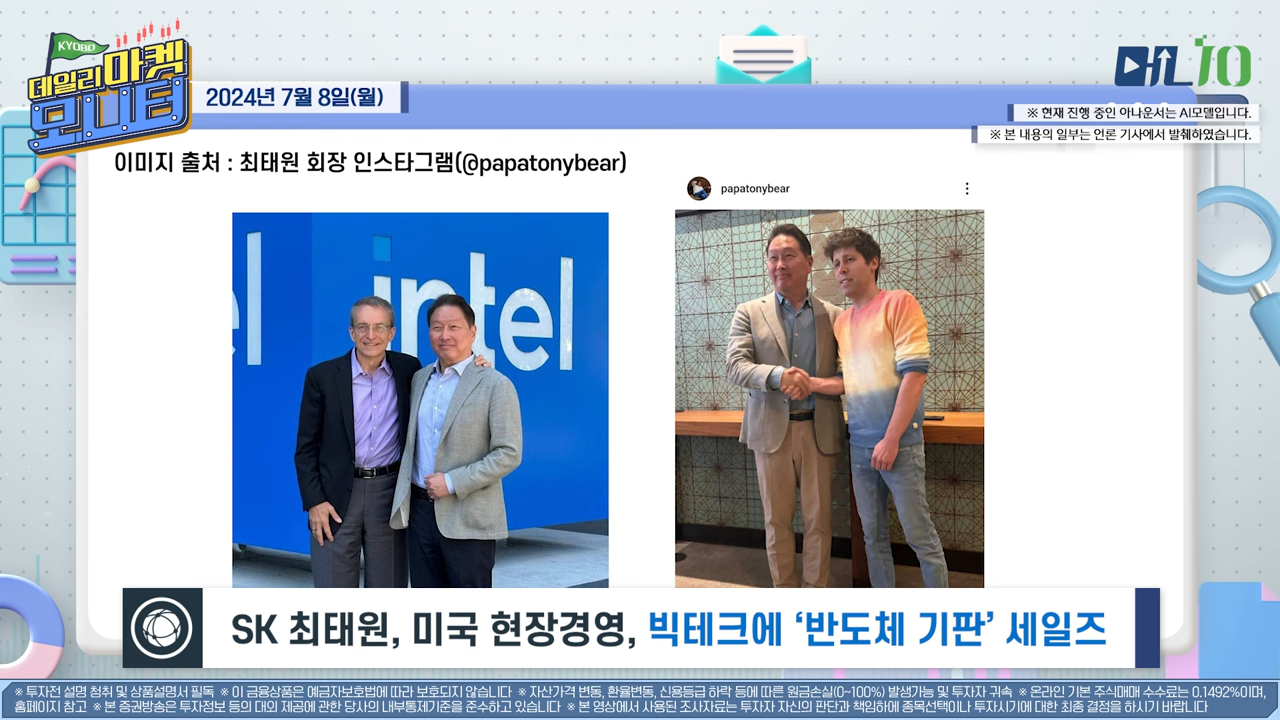 KYOBO
데일리 마켓
모니터
2024년 7월 8일(월)
머니10
※ 현재 진행 중인 아나운서는 AI모델입니다.
※ 본 내용의 일부는 언론 기사에서 발췌하였습니다.
이미지 출처 : 최태원 회장 인스타그램(@papatonybear)
papatonybear
el intel
SK 최태원, 미국 현장경영, 빅테크에 ‘반도체 기판’ 세일즈
※ 투자전 설명 청취 및 상품설명서 필독 ※ 이 금융상품은 예금자보호법에 따라 보호되지 않습니다 ※ 자산가격 변동, 환율변동, 신용등급 하락 등에 따른 원금손실(0~100%) 발생가능 및 투자자 귀속 ※ 온라인 기본 주식매매 수수료는 0.1492%이며,
홈페이지 참고 ※ 본 증권방송은 투자정보 등의 대외 제공에 관한 당사의 내부통제기준을 준수하고 있습니다 ※ 본 영상에서 사용된 조사자료는 투자자 자신의 판단과 책임하에 종목선택이나 투자시기에 대한 최종 결정을 하시기 바랍니다